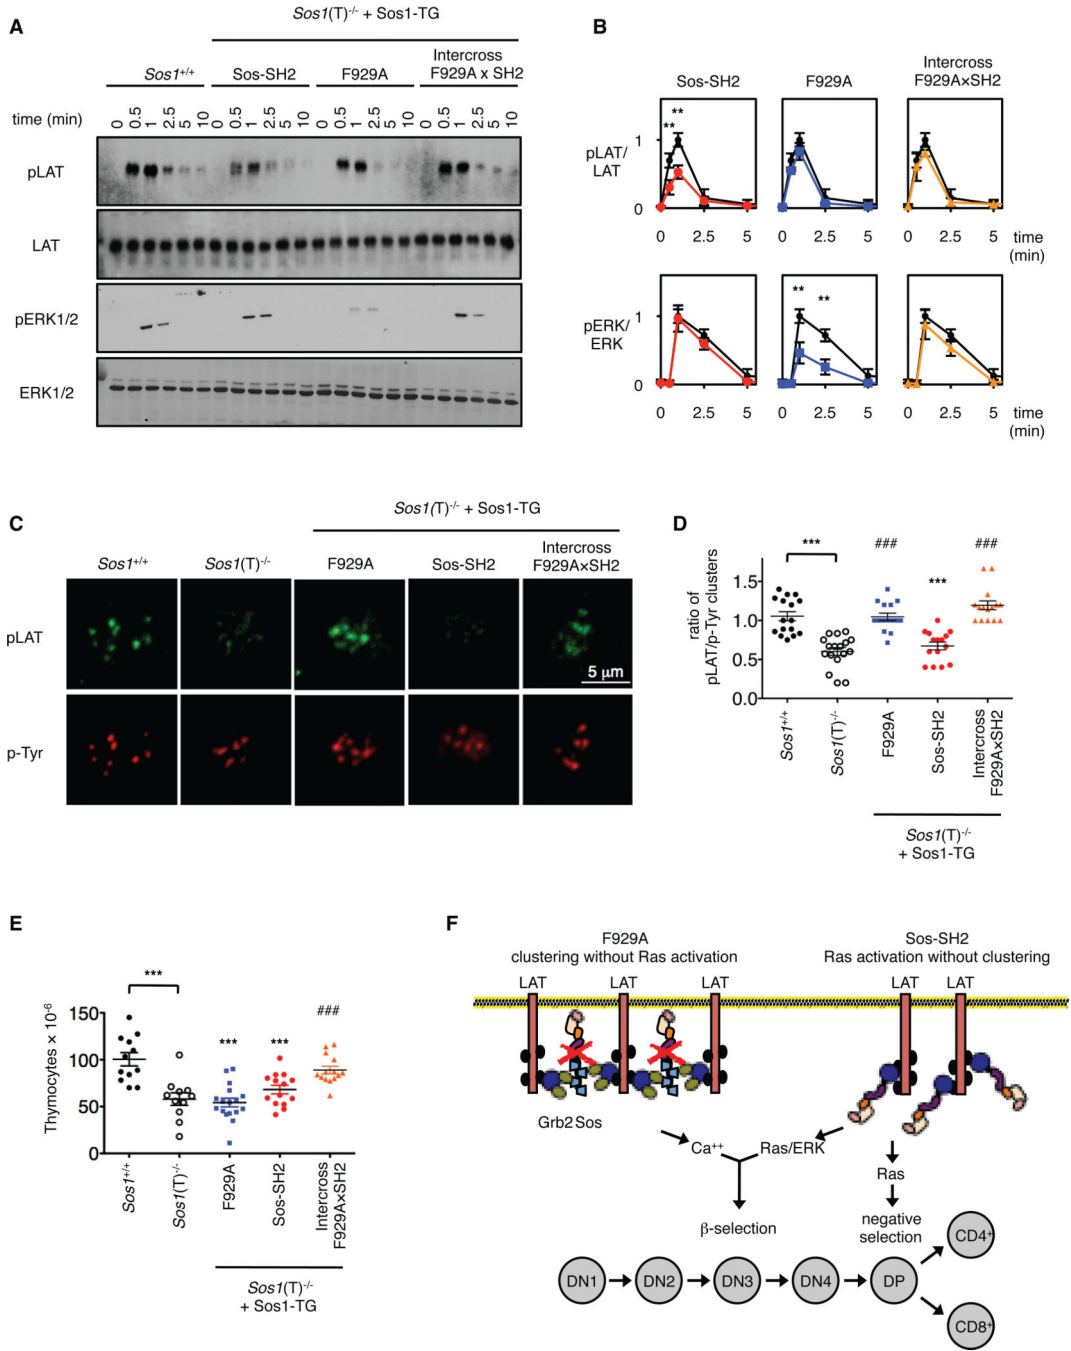 A
Sos1(T)-/- + Sos1-TG
Sos1+/+
Sos-SH2
F929A
Intercross
F929A x SH2
time (min)
0 0.5 1 2.5 5 10 0 0.5 1 2.5 5 10 0 0.5 1 2.5 5 10 0 0.5 1 2.5 5 10
pLAT
LAT
pERK1/2
ERK1/2
B
Sos-SH2
F929A
Intercross
F929A×SH2
pLAT/
LAT
1
0
** **
0 2.5 5
0 2.5 5
0 2.5 5
time
(min)
pERK/
ERK
1
0
** **
0 2.5 5
0 2.5 5
0 2.5 5
time
(min)
C
Sos1(T)-/- + Sos1-TG
Sos1+/+
Sos1(T)-/-
F929A
Sos-SH2
Intercross
F929A×SH2
pLAT
5 µm
p-Tyr
D
ratio of
pLAT/p-Tyr clusters
1.5
1.0
0.5
0.0
***
###
***
###
Sos1+/+
Sos1(T)-/-
F929A
Sos-SH2
Intercross
F929A×SH2
Sos1(T)-/-
+ Sos1-TG
E
Thymocytes × 10-6
150
100
50
0
***
***
***
###
Sos1+/+
Sos1(T)-/-
F929A
Sos-SH2
Intercross
F929A×SH2
Sos1(T)-/-
+ Sos1-TG
F
F929A
clustering without Ras activation
Sos-SH2
Ras activation without clustering
LAT LAT LAT LAT LAT
Grb2 Sos
Ca++
Ras/ERK
Ras
β-selection
negative
selection
DN1 DN2 DN3 DN4 DP
CD4+
CD8+